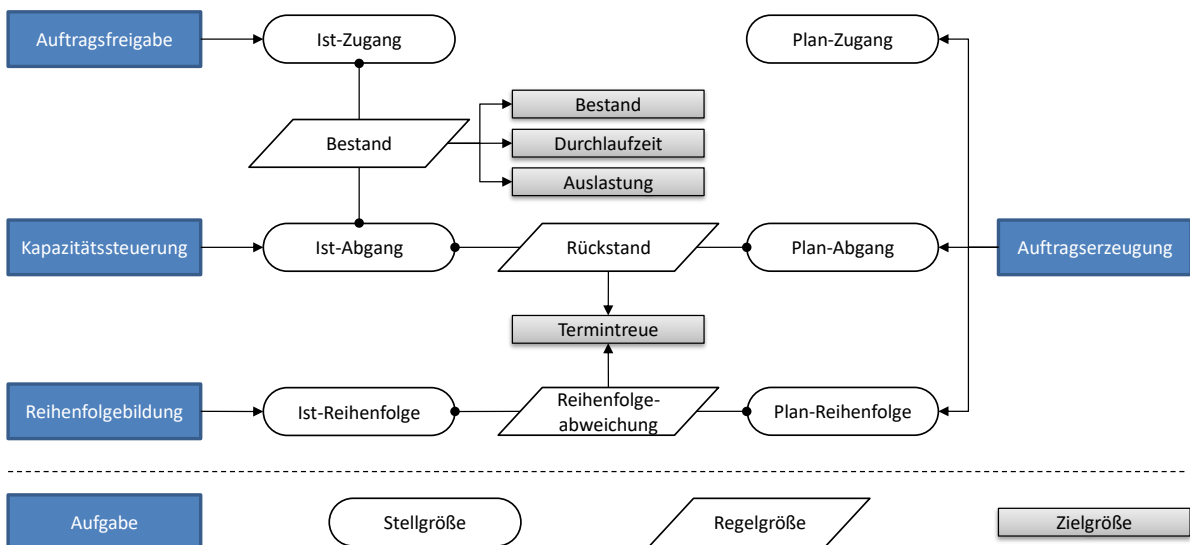 Auftragsfreigabe
Ist-Zugang
Plan-Zugang
Bestand
Bestand
Durchlaufzeit
Auslastung
Kapazitätssteuerung
Ist-Abgang
Rückstand
Plan-Abgang
Auftragserzeugung
Termintreue
Reihenfolgebildung
Ist-Reihenfolge
Reihenfolge-
abweichung
Plan-Reihenfolge
Aufgabe
Stellgröße
Regelgröße
Zielgröße